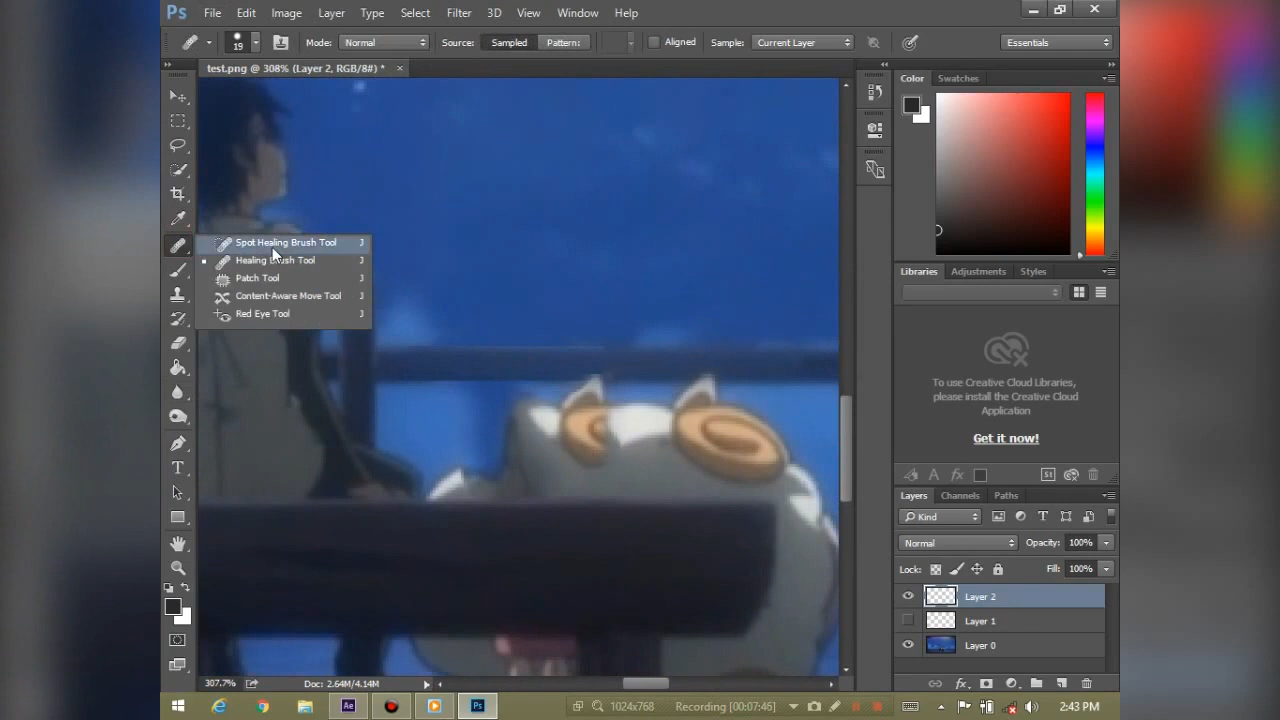 Ps File Edit Image Layer Type Select Filter 3D View Window Help
19 Mode: Normal Source: Sampled Pattern: Aligned Sample: Current Layer Essentials
test.png @ 308% (Layer 2, RGB/8#) *
Color Swatches
Spot Healing Brush Tool J
Healing Brush Tool J
Patch Tool J
Content-Aware Move Tool J
Red Eye Tool J
Libraries Adjustments Styles
To use Creative Cloud Libraries,
please install the Creative Cloud
Application
Get it now!
Layers Channels Paths
Kind
Normal Opacity: 100%
Lock: Fill: 100%
Layer 2
Layer 1
Layer 0
307.7% Doc: 2.64M/4.14M
Ae Ps 1024x768 Recording [00:07:46] 2:43 PM